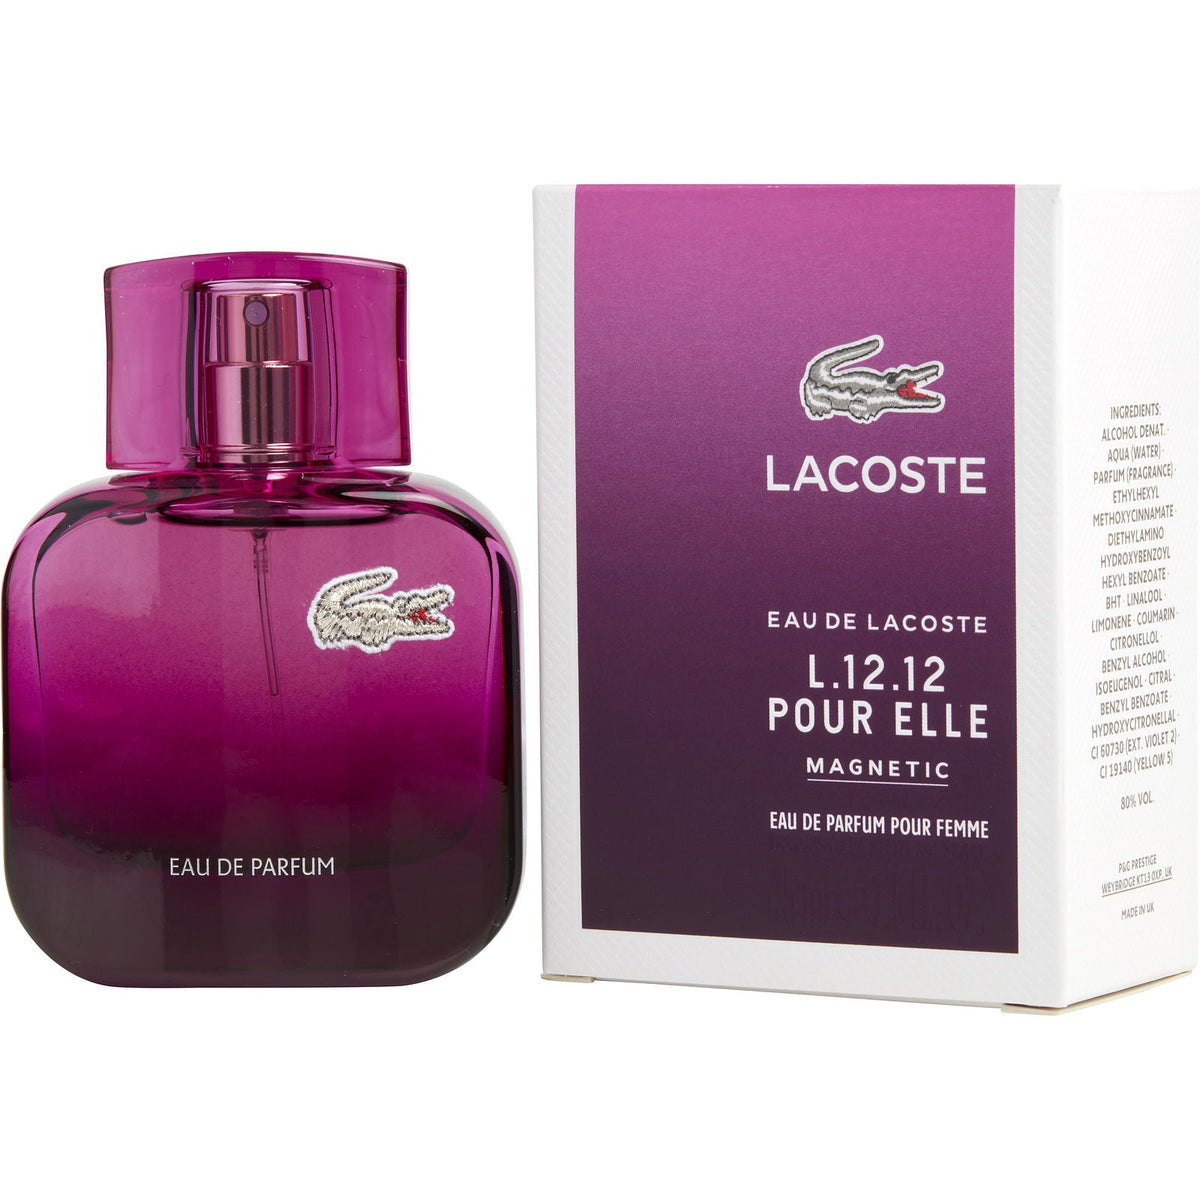 EAU DE PARFUM
LACOSTE
EAU DE LACOSTE
L.12.12
POUR ELLE
MAGNETIC
EAU DE PARFUM POUR FEMME
INGREDIENTS:
ALCOHOL DENAT. ·
AQUA (WATER) ·
PARFUM (FRAGRANCE) ·
ETHYLHEXYL
METHOXYCINNAMATE ·
DIETHYLAMINO
HYDROXYBENZOYL
HEXYL BENZOATE ·
BHT · LINALOOL ·
LIMONENE · COUMARIN ·
CITRONELLOL ·
BENZYL ALCOHOL ·
ISOEUGENOL · CITRAL ·
BENZYL BENZOATE ·
HYDROXYCITRONELLAL ·
CI 60730 (EXT. VIOLET 2) ·
CI 19140 (YELLOW 5)
80% VOL.
P&G PRESTIGE
WEYBRIDGE KT13 0XP, UK
MADE IN UK